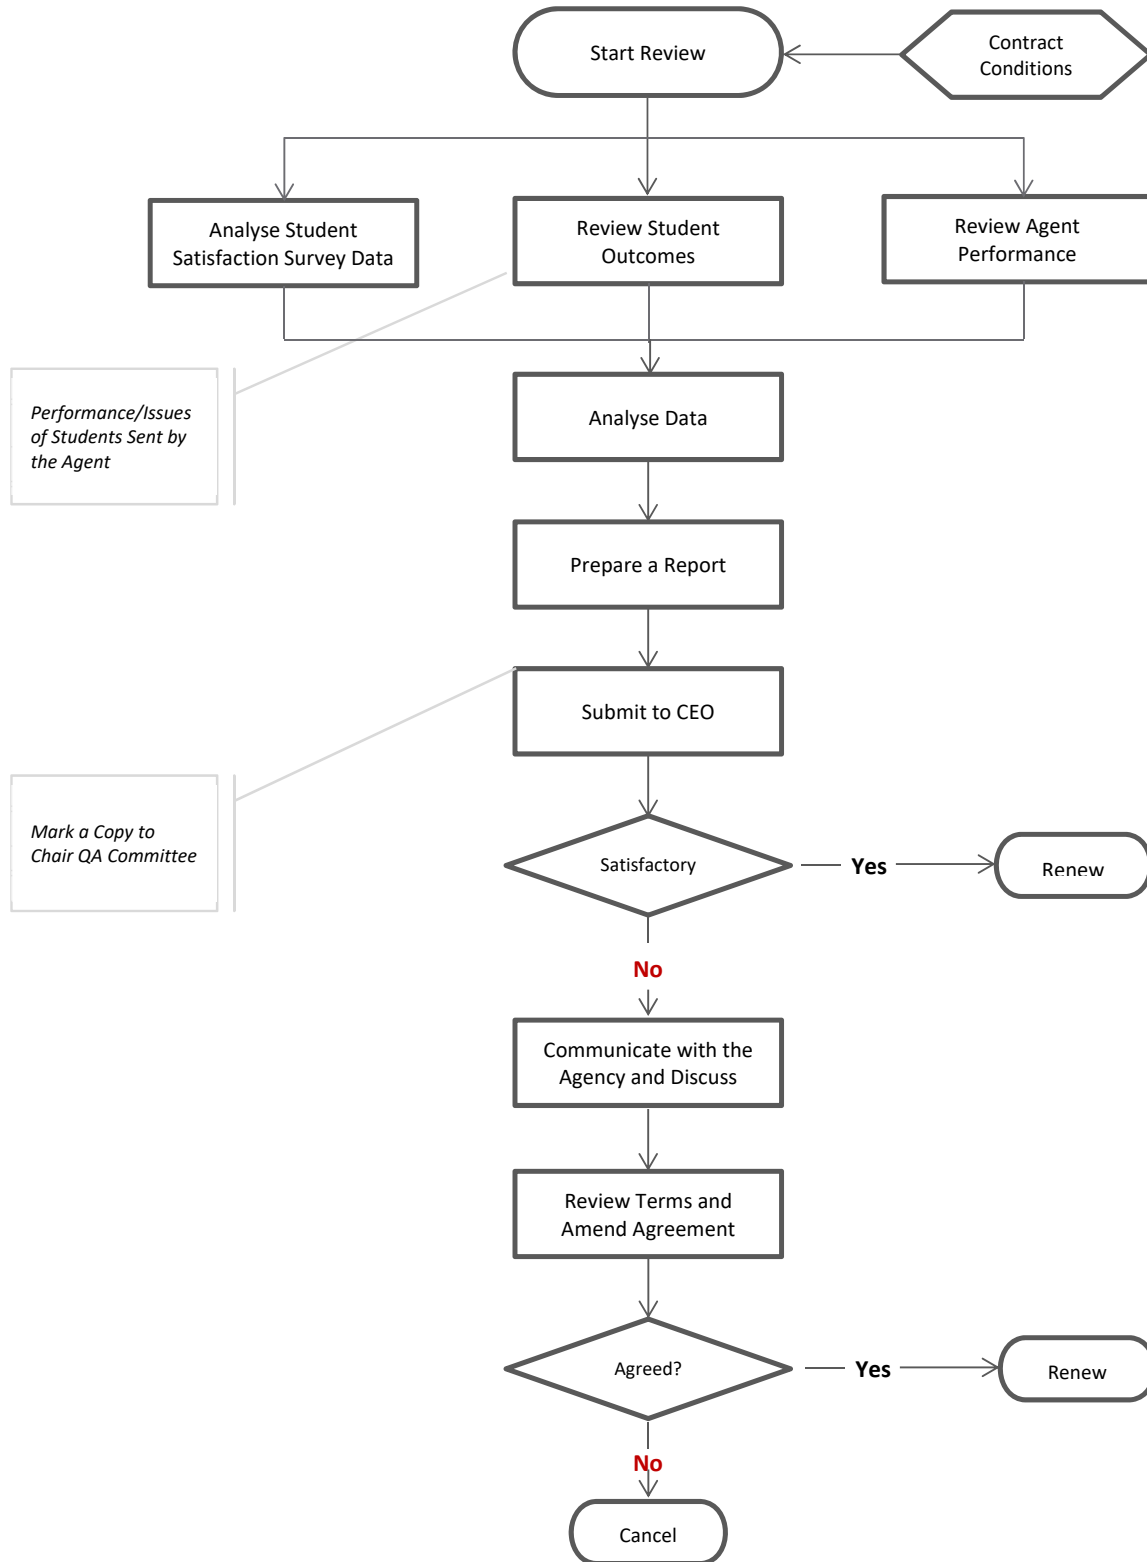 Start Review
Contract
Conditions
Analyse Student
Satisfaction Survey Data
Review Student
Outcomes
Review Agent
Performance
Performance/Issues
of Students Sent by
the Agent
Analyse Data
Prepare a Report
Submit to CEO
Mark a Copy to
Chair QA Committee
Satisfactory
Yes
Renew
No
Communicate with the
Agency and Discuss
Review Terms and
Amend Agreement
Agreed?
Yes
Renew
No
Cancel